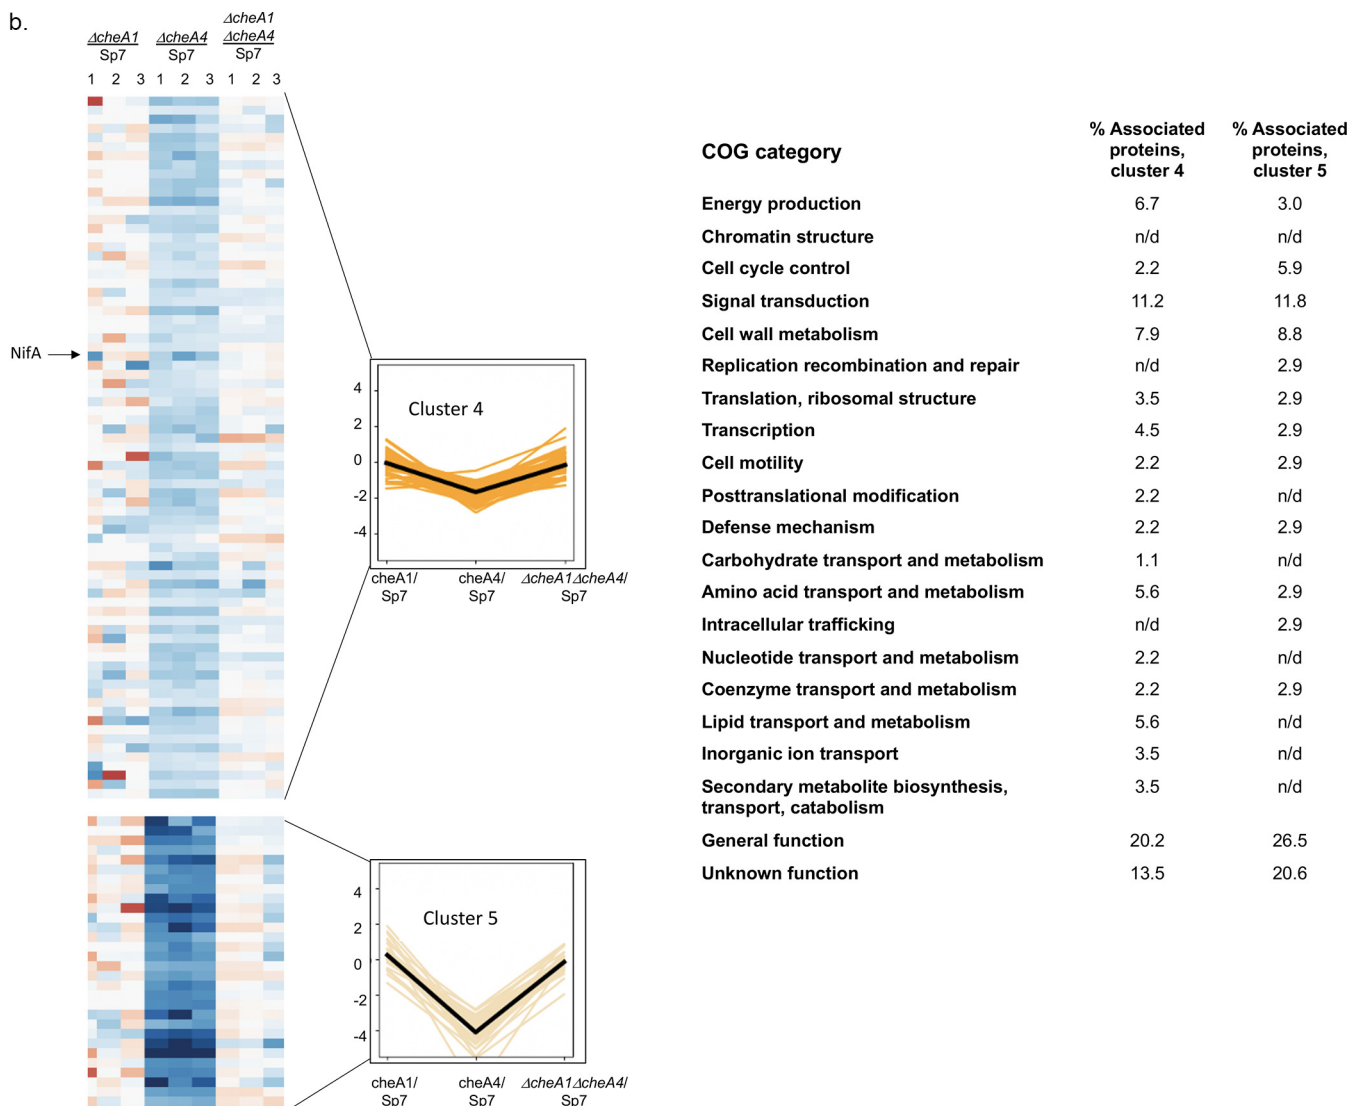 b.
ΔcheA1
Sp7
ΔcheA4
Sp7
ΔcheA1
ΔcheA4
Sp7
1 2 3 1 2 3 1 2 3
NifA
4
2
0
-2
-4
Cluster 4
cheA1/
Sp7
cheA4/
Sp7
ΔcheA1ΔcheA4/
Sp7
4
2
0
-2
-4
Cluster 5
cheA1/
Sp7
cheA4/
Sp7
ΔcheA1ΔcheA4/
Sp7
COG category
% Associated
proteins,
cluster 4
% Associated
proteins,
cluster 5
Energy production 6.7 3.0
Chromatin structure n/d n/d
Cell cycle control 2.2 5.9
Signal transduction 11.2 11.8
Cell wall metabolism 7.9 8.8
Replication recombination and repair n/d 2.9
Translation, ribosomal structure 3.5 2.9
Transcription 4.5 2.9
Cell motility 2.2 2.9
Posttranslational modification 2.2 n/d
Defense mechanism 2.2 2.9
Carbohydrate transport and metabolism 1.1 n/d
Amino acid transport and metabolism 5.6 2.9
Intracellular trafficking n/d 2.9
Nucleotide transport and metabolism 2.2 n/d
Coenzyme transport and metabolism 2.2 2.9
Lipid transport and metabolism 5.6 n/d
Inorganic ion transport 3.5 n/d
Secondary metabolite biosynthesis,
transport, catabolism 3.5 n/d
General function 20.2 26.5
Unknown function 13.5 20.6